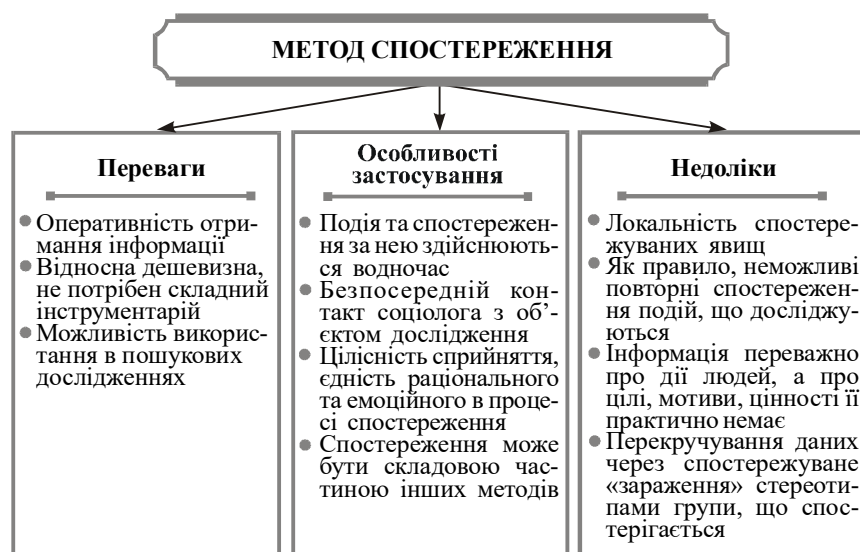 МЕТОД СПОСТЕРЕЖЕННЯ
Переваги
Оперативність отри-
мання інформації
Відносна дешевизна,
не потрібен складний
інструментарій
Можливість викорис-
тання в пошукових
дослідженнях
Особливості
застосування
Подія та спостережен-
ня за нею здійснюють-
ся водночас
Безпосередній кон-
такт соціолога з об’-
єктом дослідження
Цілісність сприйняття,
єдність раціонального
та емоційного в проце-
сі спостереження
Спостереження може
бути складовою час-
тиною інших методів
Недоліки
Локальність спостере-
жуваних явищ
Як правило, неможливі
повторні спостережен-
ня подій, що досліджу-
ються
Інформація переважно
про дії людей, а про
цілі, мотиви, цінності її
практично немає
Перекручування даних
через спостережуване
«зараження» стереоти-
пами групи, що спос-
терігається